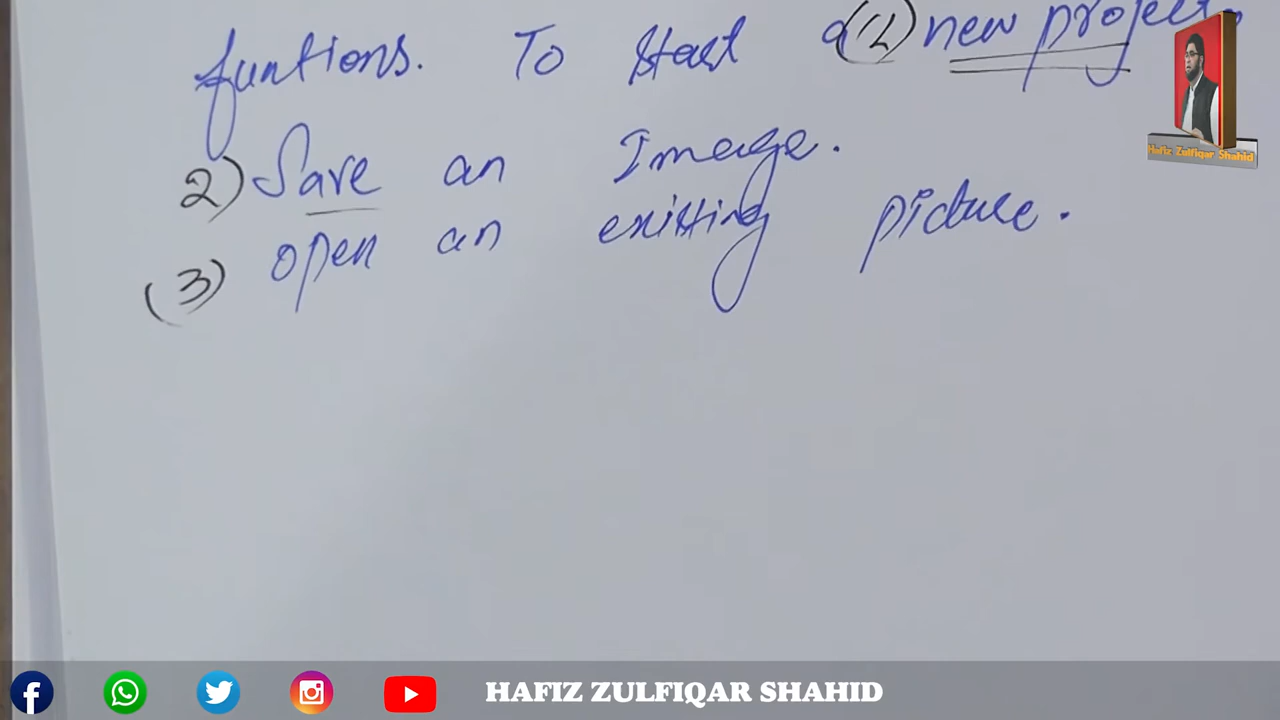 funtions. To start a (1) new project.
2) Save an Image.
(3) open an existing picture.
Hafiz Zulfiqar Shahid
HAFIZ ZULFIQAR SHAHID